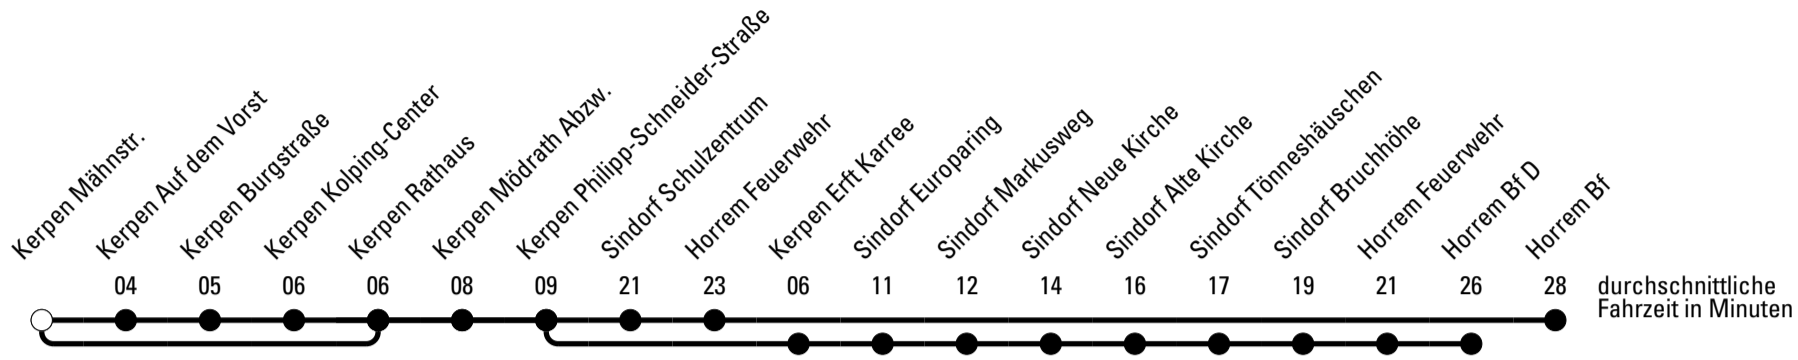 Kerpen Mähnstr.
Kerpen Auf dem Vorst
Kerpen Burgstraße
Kerpen Kolping-Center
Kerpen Rathaus
Kerpen Mödrath Abzw.
Kerpen Philipp-Schneider-Straße
Sindorf Schulzentrum
Horrem Feuerwehr
Kerpen Erft Karree
Sindorf Europaring
Sindorf Markusweg
Sindorf Neue Kirche
Sindorf Alte Kirche
Sindorf Tönneshäuschen
Sindorf Bruchhöhe
Horrem Feuerwehr
Horrem Bf D
Horrem Bf
04 05 06 06 08 09 21 23 06 11 12 14 16 17 19 21 26 28
durchschnittliche
Fahrzeit in Minuten